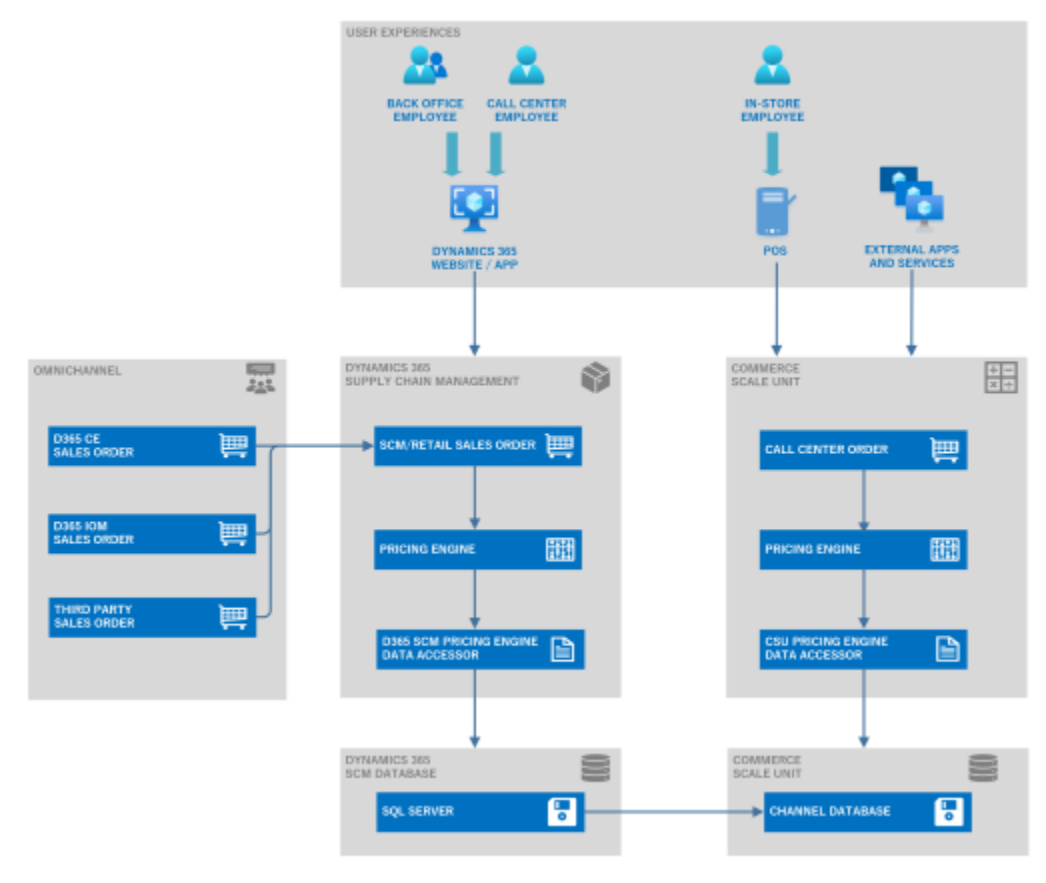 USER EXPERIENCES
BACK OFFICE
EMPLOYEE
CALL CENTER
EMPLOYEE
IN-STORE
EMPLOYEE
DYNAMICS 365
WEBSITE / APP
POS
EXTERNAL APPS
AND SERVICES
OMNICHANNEL
D365 CE
SALES ORDER
D365 IOM
SALES ORDER
THIRD PARTY
SALES ORDER
DYNAMICS 365
SUPPLY CHAIN MANAGEMENT
SCM/RETAIL SALES ORDER
PRICING ENGINE
D365 SCM PRICING ENGINE
DATA ACCESSOR
COMMERCE
SCALE UNIT
CALL CENTER ORDER
PRICING ENGINE
CSU PRICING ENGINE
DATA ACCESSOR
DYNAMICS 365
SCM DATABASE
SQL SERVER
COMMERCE
SCALE UNIT
CHANNEL DATABASE